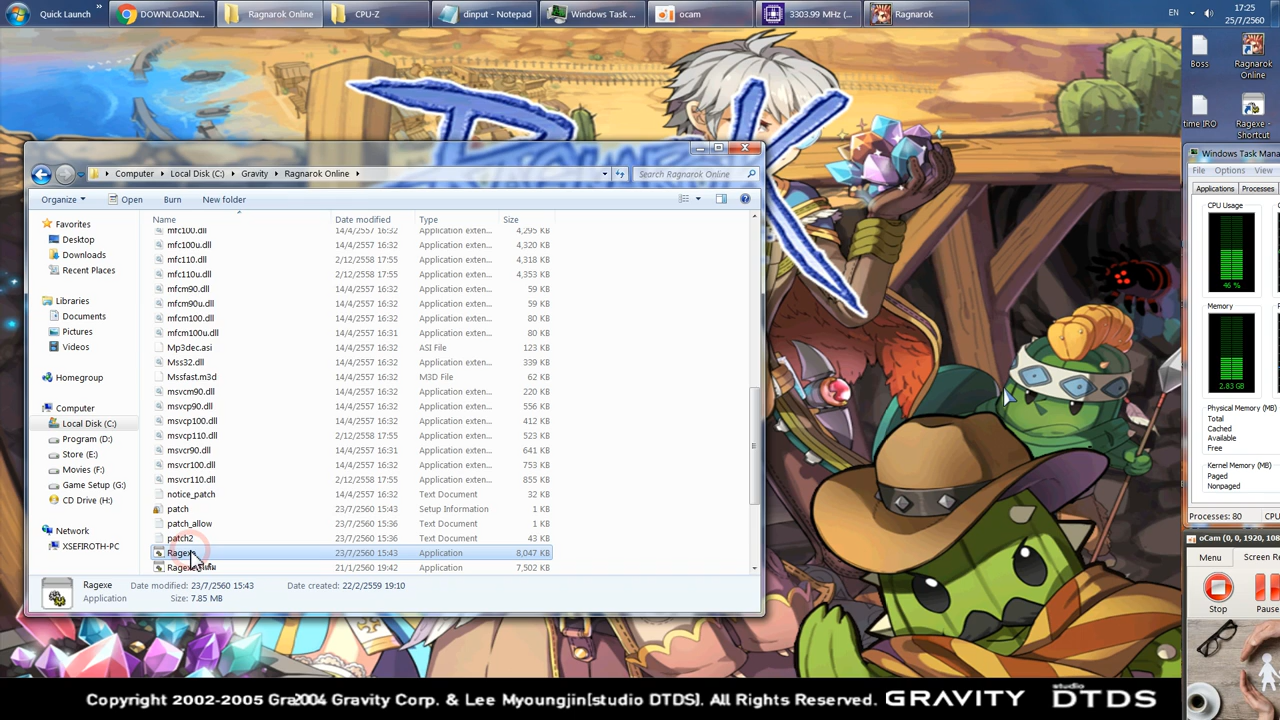 Quick Launch
»
DOWNLOADIN...
Ragnarok Online
CPU-Z
dinput - Notepad
Windows Task ...
ocam
3303.99 MHz (...
Ragnarok
EN
17:25
25/7/2560
Boss
Ragnarok Online
time IRO
Ragexe - Shortcut
Computer
Local Disk (C:)
Gravity
Ragnarok Online
Search Ragnarok Online
Organize
Open
Burn
New folder
Favorites
Desktop
Downloads
Recent Places
Libraries
Documents
Pictures
Videos
Homegroup
Computer
Local Disk (C:)
Program (D:)
Store (E:)
Movies (F:)
Game Setup (G:)
CD Drive (H:)
Network
XSEFIROTH-PC
Name Date modified Type Size
mfc100.dll 14/4/2557 16:32 Application exten... 4,295 KB
mfc100u.dll 14/4/2557 16:32 Application exten... 4,320 KB
mfc110.dll 2/12/2558 17:55 Application exten... 4,318 KB
mfc110u.dll 2/12/2558 17:55 Application exten... 4,353 KB
mfcm90.dll 14/4/2557 16:32 Application exten... 59 KB
mfcm90u.dll 14/4/2557 16:32 Application exten... 59 KB
mfcm100.dll 14/4/2557 16:32 Application exten... 80 KB
mfcm100u.dll 14/4/2557 16:31 Application exten... 80 KB
Mp3dec.asi 14/4/2557 16:32 ASI File 123 KB
Mss32.dll 14/4/2557 16:32 Application exten... 339 KB
Mssfast.m3d 14/4/2557 16:32 M3D File 62 KB
msvcm90.dll 14/4/2557 16:32 Application exten... 220 KB
msvcp90.dll 14/4/2557 16:32 Application exten... 556 KB
msvcp100.dll 14/4/2557 16:32 Application exten... 412 KB
msvcp110.dll 2/12/2558 17:55 Application exten... 523 KB
msvcr90.dll 14/4/2557 16:31 Application exten... 641 KB
msvcr100.dll 14/4/2557 16:32 Application exten... 753 KB
msvcr110.dll 2/12/2558 17:55 Application exten... 855 KB
notice_patch 14/4/2557 16:32 Text Document 32 KB
patch 23/7/2560 15:43 Setup Information 1 KB
patch_allow 23/7/2560 15:36 Text Document 1 KB
patch2 23/7/2560 15:36 Text Document 43 KB
Ragexe 23/7/2560 15:43 Application 8,047 KB
21/1/2560 19:42 Application 7,502 KB
Ragexe Date modified: 23/7/2560 15:43 Date created: 22/2/2559 19:10
Application Size: 7.85 MB
Windows Task Mana
File Options View
Applications Processes
CPU Usage
46 %
Memory
2.83 GB
Physical Memory (MB)
Total
Cached
Available
Free
Kernel Memory (MB)
Paged
Nonpaged
Processes: 80 CPU
oCam (0, 0, 1920, 108
Menu Screen Re
Stop Pause
GRAVITY studio DTDS